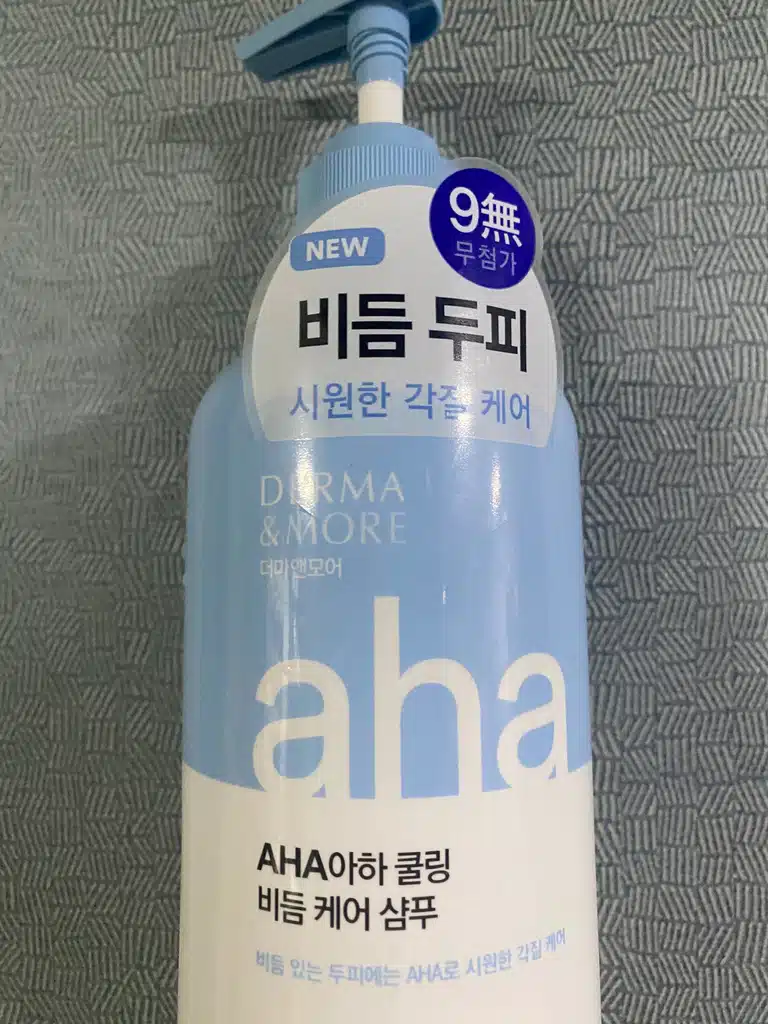 9無
무첨가
NEW
비듬 두피
시원한 각질 케어
DERMA
&MORE
더마앤모어
aha
AHA아하 쿨링
비듬 케어 샴푸
비듬 있는 두피에는 AHA로 시원한 각질 케어